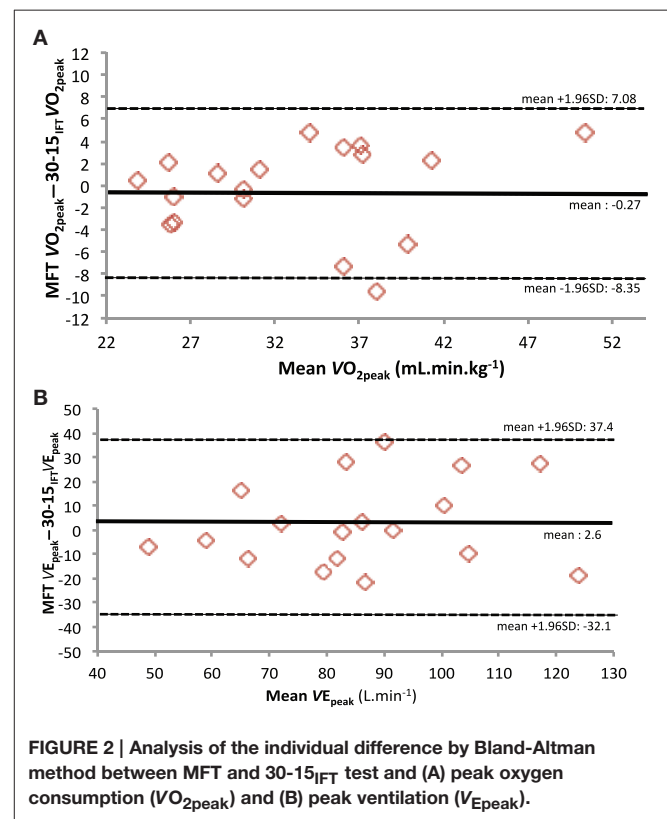 A
MFT VO2peak—30-15IFT VO2peak
12
10
8
6
4
2
0
-2
-4
-6
-8
-10
-12
mean +1.96SD: 7.08
mean : -0.27
mean -1.96SD: -8.35
22 27 32 37 42 47 52
Mean VO2peak (mL.min.kg-1)
B
MFT VEpeak—30-15IFTVEpeak
50
40
30
20
10
0
-10
-20
-30
-40
-50
mean +1.96SD: 37.4
mean : 2.6
mean +1.96SD: -32.1
40 50 60 70 80 90 100 110 120 130
Mean VEpeak (L.min-1)
FIGURE 2 | Analysis of the individual difference by Bland-Altman
method between MFT and 30-15IFT test and (A) peak oxygen
consumption (VO2peak) and (B) peak ventilation (VEpeak).